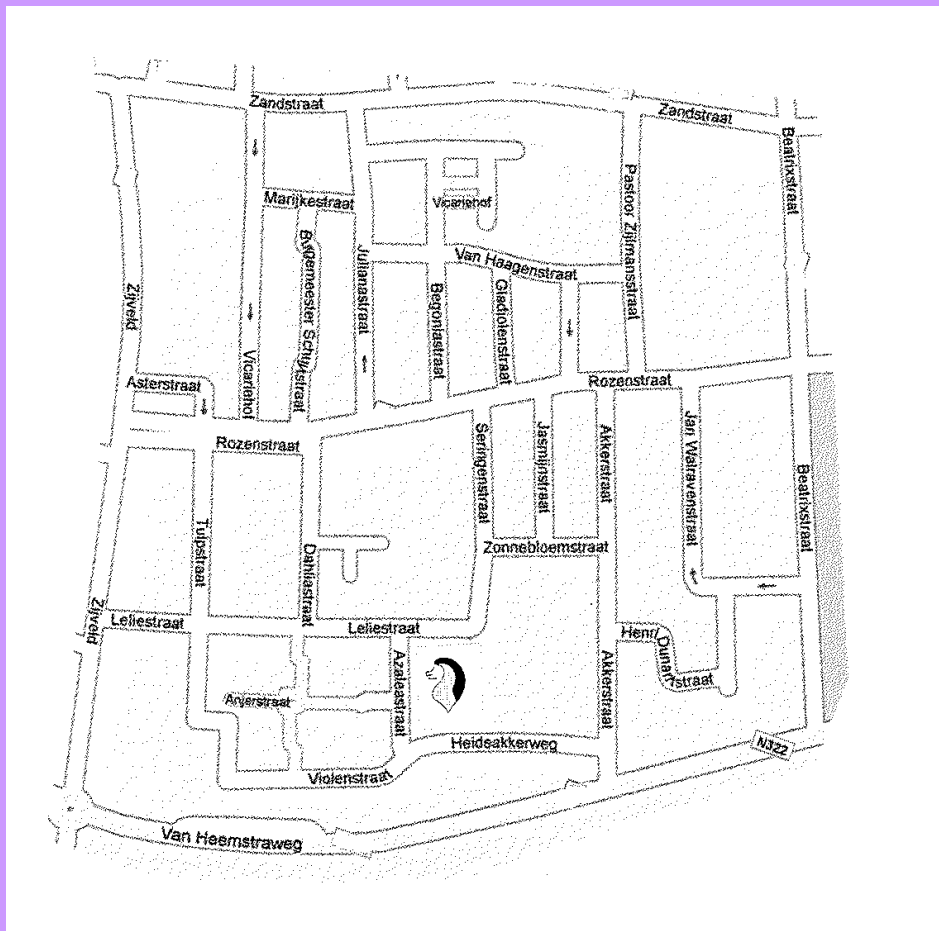 Zandstraat
Zandstraat
Beatrixstraat
Marijkestraat
Vicariehof
Pastoor Zijlmansstraat
Burgemeester Schuytstraat
Julianastraat
Van Haagenstraat
Zijveld
Begoniastraat
Gladiolenstraat
Vicariehof
Asterstraat
Rozenstraat
Rozenstraat
Seringenstraat
Jasmijnstraat
Akkerstraat
Jan Walravenstraat
Beatrixstraat
Tulpstraat
Dahliastraat
Zonnebloemstraat
Zijveld
Leliestraat
Leliestraat
Azaleastraat
Akkerstraat
Henri Dunantstraat
Anjerstraat
Heidsakkerweg
N322
Violenstraat
Van Heemstraweg